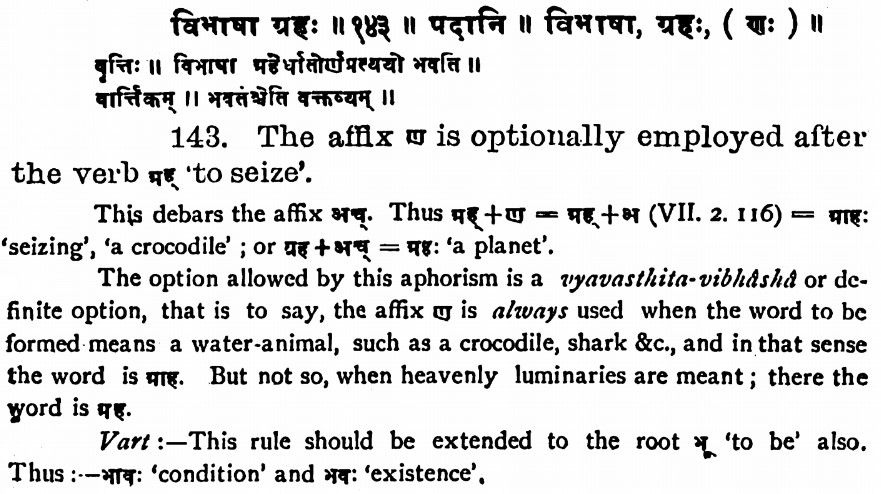 विभाषा ग्रहः ॥ १४३ ॥ पदानि ॥ विभाषा, ग्रहः, ( णः ) ॥
वृत्तिः ॥ विभाषा ग्रहेर्धातोर्णप्रत्ययो भवति ॥
वार्त्तिकम् ॥ भवतेश्चेति वक्तव्यम् ॥
143. The affix ण is optionally employed after
the verb ग्रह् 'to seize'.
This debars the affix अच्. Thus ग्रह्+ण = ग्रह्+अ (VII. 2. 116) = ग्राहः
'seizing', 'a crocodile' ; or ग्रह+अच् = ग्रहः 'a planet'.
The option allowed by this aphorism is a vyavasthita-vibhâshâ or de-
finite option, that is to say, the affix ण is always used when the word to be
formed means a water-animal, such as a crocodile, shark &c., and in that sense
the word is ग्राह. But not so, when heavenly luminaries are meant ; there the
word is ग्रह.
Vart :—This rule should be extended to the root भू 'to be' also.
Thus :—भावः 'condition' and भवः 'existence'.